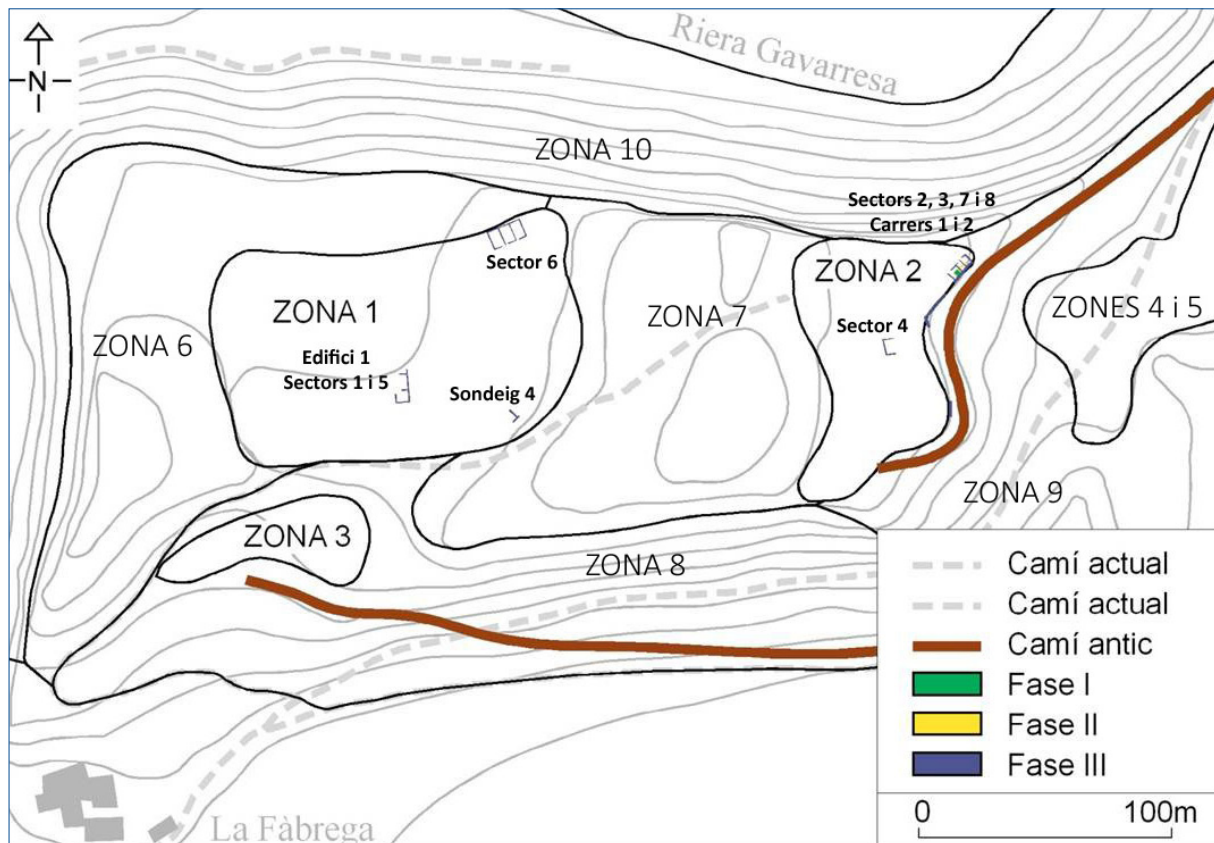 Riera Gavarresa
N
ZONA 10
Sectors 2, 3, 7 i 8
Carrers 1 i 2
Sector 6
ZONA 2
ZONA 1
ZONA 7
ZONES 4 i 5
ZONA 6
Sector 4
Edifici 1
Sectors 1 i 5
Sondeig 4
ZONA 9
ZONA 3
ZONA 8
Camí actual
Camí actual
Camí antic
Fase I
Fase II
Fase III
0 100m
La Fàbrega